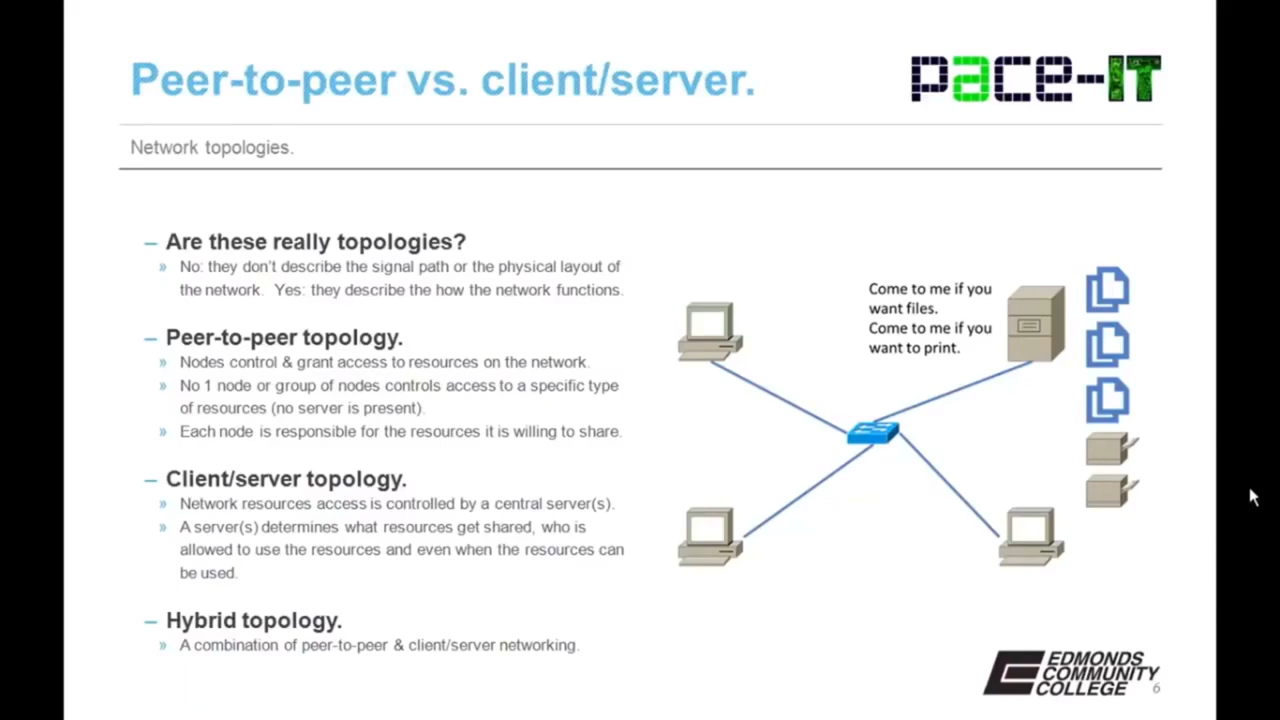 Peer-to-peer vs. client/server.
pace-IT
Network topologies.
– Are these really topologies?
» No: they don't describe the signal path or the physical layout of
the network. Yes: they describe the how the network functions.
– Peer-to-peer topology.
» Nodes control & grant access to resources on the network.
» No 1 node or group of nodes controls access to a specific type
of resources (no server is present).
» Each node is responsible for the resources it is willing to share.
– Client/server topology.
» Network resources access is controlled by a central server(s).
» A server(s) determines what resources get shared, who is
allowed to use the resources and even when the resources can
be used.
– Hybrid topology.
» A combination of peer-to-peer & client/server networking.
Come to me if you
want files.
Come to me if you
want to print.
EDMONDS
COMMUNITY
COLLEGE
6